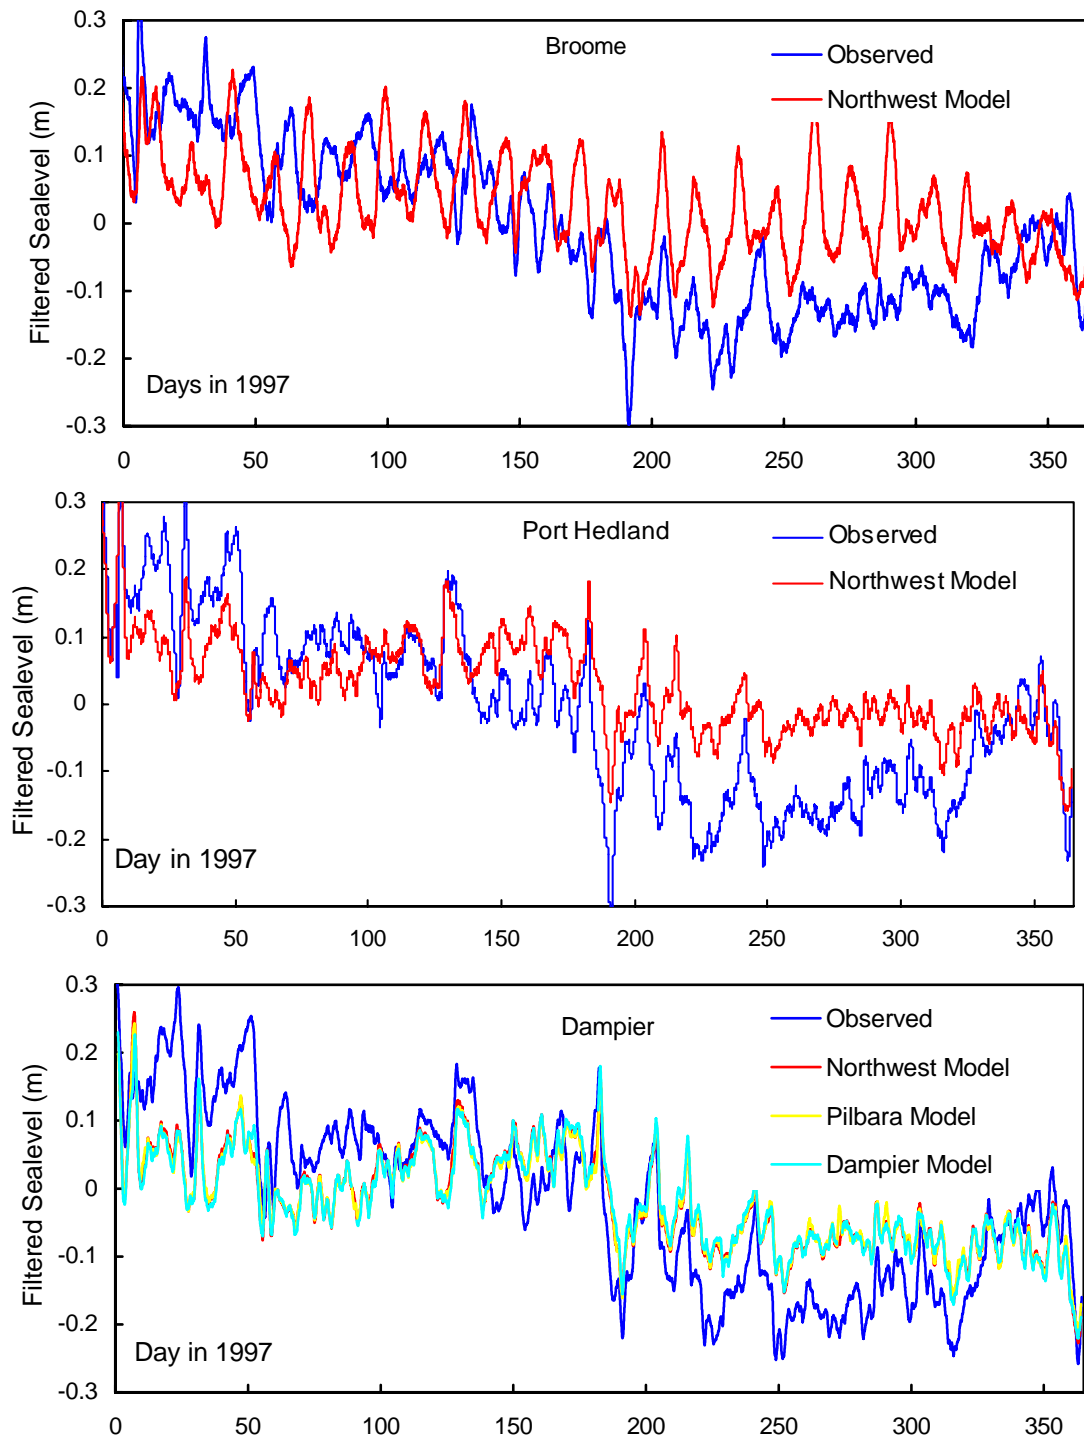 Broome
Observed
Northwest Model
Filtered Sealevel (m)
0.3
0.2
0.1
0
-0.1
-0.2
-0.3
Days in 1997
0 50 100 150 200 250 300 350
Port Hedland
Observed
Northwest Model
Filtered Sealevel (m)
0.3
0.2
0.1
0
-0.1
-0.2
-0.3
Day in 1997
0 50 100 150 200 250 300 350
Dampier
Observed
Northwest Model
Pilbara Model
Dampier Model
Filtered Sealevel (m)
0.3
0.2
0.1
0
-0.1
-0.2
-0.3
Day in 1997
0 50 100 150 200 250 300 350